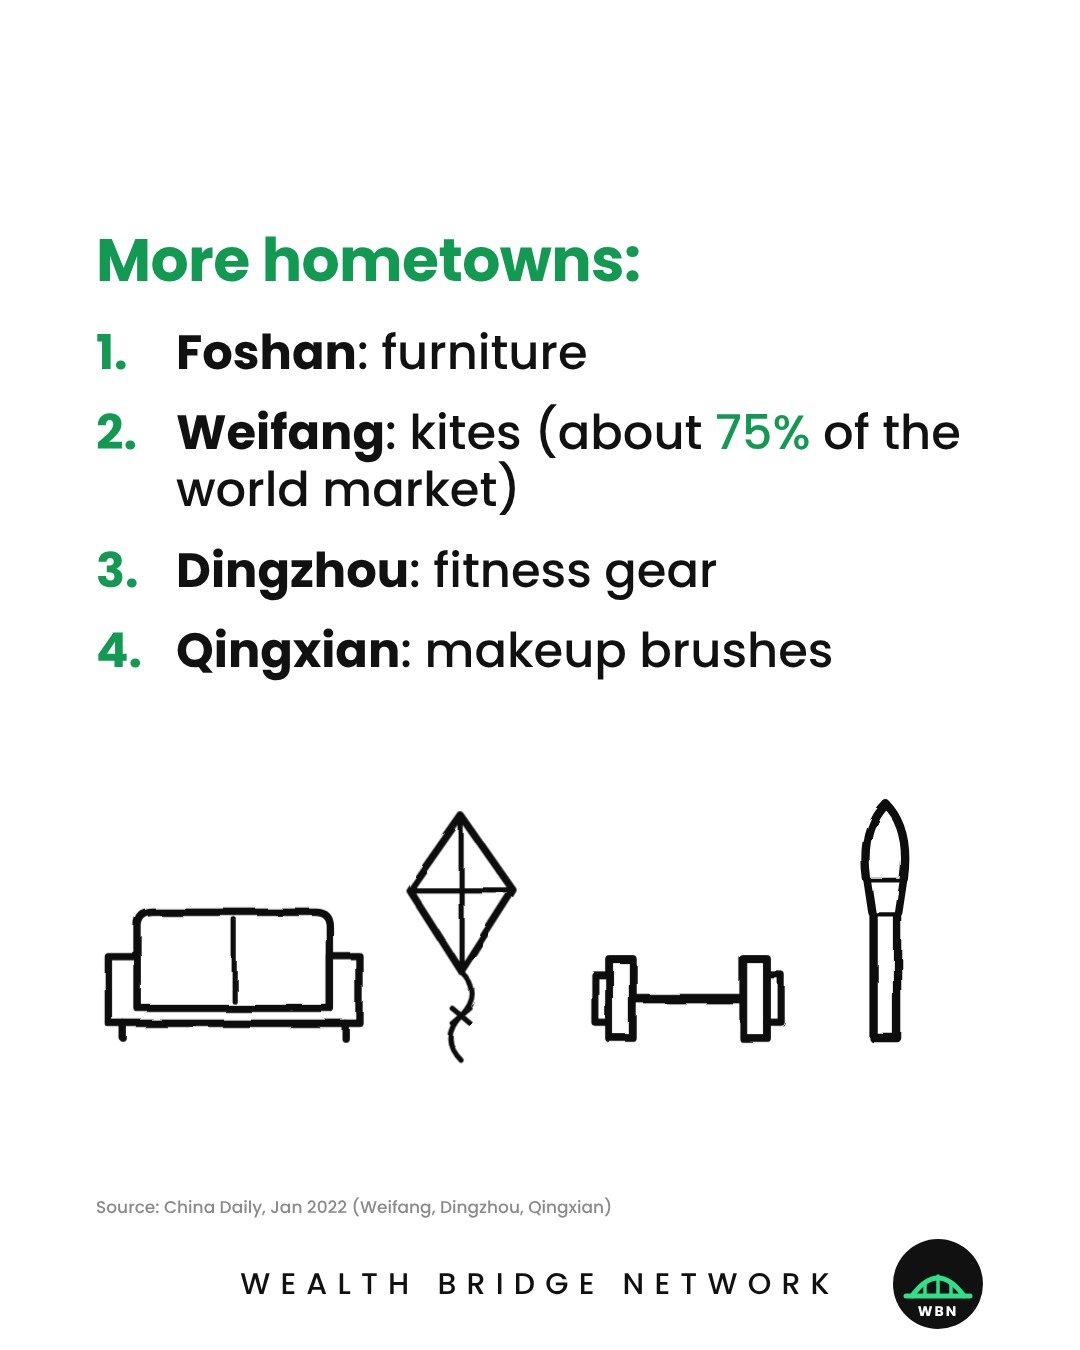 More hometowns:
1. Foshan: furniture
2. Weifang: kites (about 75% of the
world market)
3. Dingzhou: fitness gear
4. Qingxian: makeup brushes
Source: China Daily, Jan 2022 (Weifang, Dingzhou, Qingxian)
WEALTH BRIDGE NETWORK
WBN